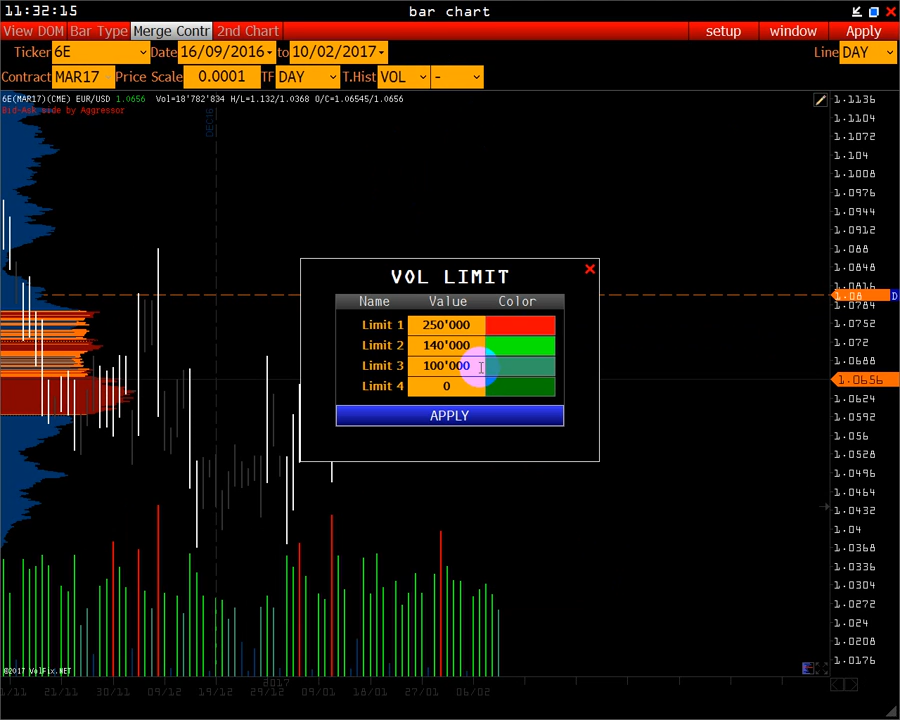 11:32:15
bar chart
View DOM Bar Type Merge Contr 2nd Chart setup window Apply
Ticker 6E Date 16/09/2016 to 10/02/2017 Line DAY
Contract MAR17 Price Scale 0.0001 TF DAY T.Hist VOL -
6E(MAR17)(CME) EUR/USD 1.0656 Vol=18'782'834 H/L=1.132/1.0368 O/C=1.06545/1.0656
Bid-Ask side by Aggressor
DEC16
1.1136
1.1104
1.1072
1.104
1.1008
1.0976
1.0944
1.0912
1.088
1.0848
1.0816
1.08 D
1.0784
1.0752
1.072
1.0688
1.0656
1.0624
1.0592
1.056
1.0528
1.0496
1.0464
1.0432
1.04
1.0368
1.0336
1.0304
1.0272
1.024
1.0208
1.0176
VOL LIMIT
Name Value Color
Limit 1 250'000
Limit 2 140'000
Limit 3 100'000
Limit 4 0
APPLY
©2017 VolFix.NET
2017
1/11 21/11 30/11 09/12 19/12 29/12 09/01 18/01 27/01 06/02